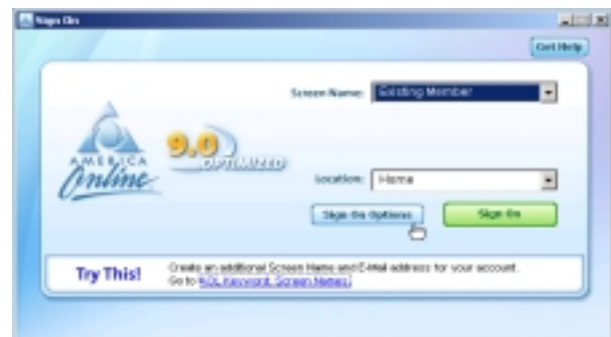 Sign On
Get Help
Screen Name: Existing Member
AMERICA
Online
9.0
OPTIMIZED
Location: Home
Sign On Options
Sign On
Try This!
Create an additional Screen Name and E-Mail address for your account.
Go to AOL Keyword: Screen Names.